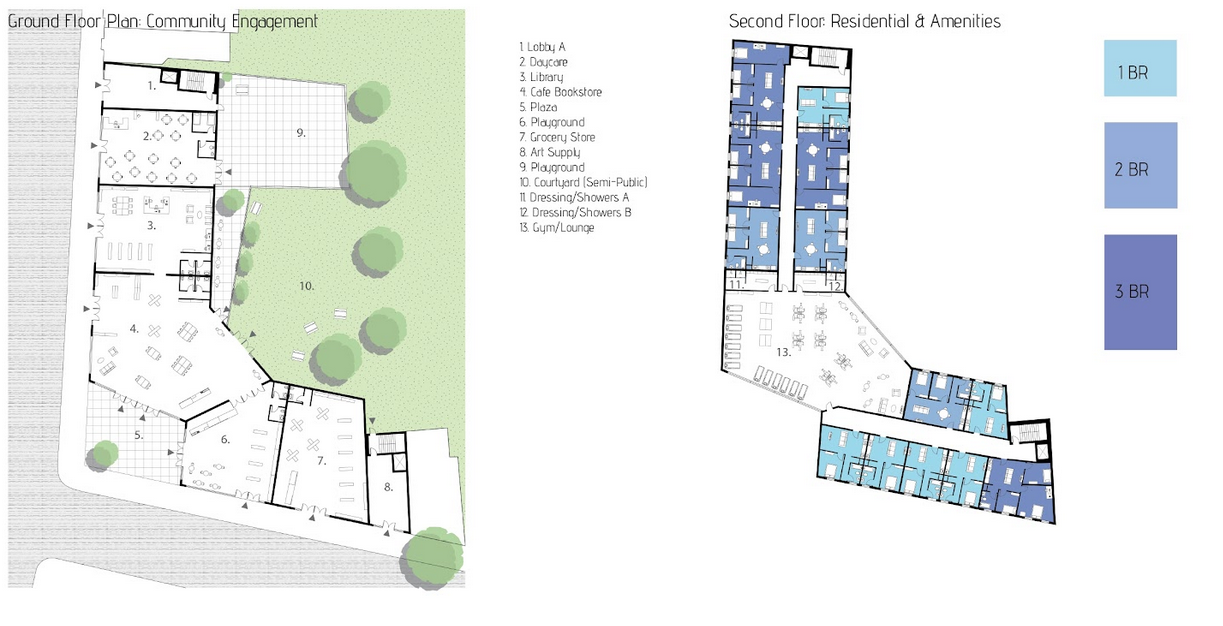 Ground Floor Plan: Community Engagement
1.
2.
3.
4.
5.
6.
7.
8.
9.
10.
1. Lobby A
2. Daycare
3. Library
4. Cafe Bookstore
5. Plaza
6. Playground
7. Grocery Store
8. Art Supply
9. Playground
10. Courtyard (Semi-Public)
11. Dressing/Showers A
12. Dressing/Showers B
13. Gym/Lounge
Second Floor: Residential & Amenities
11.
12.
13.
1 BR
2 BR
3 BR